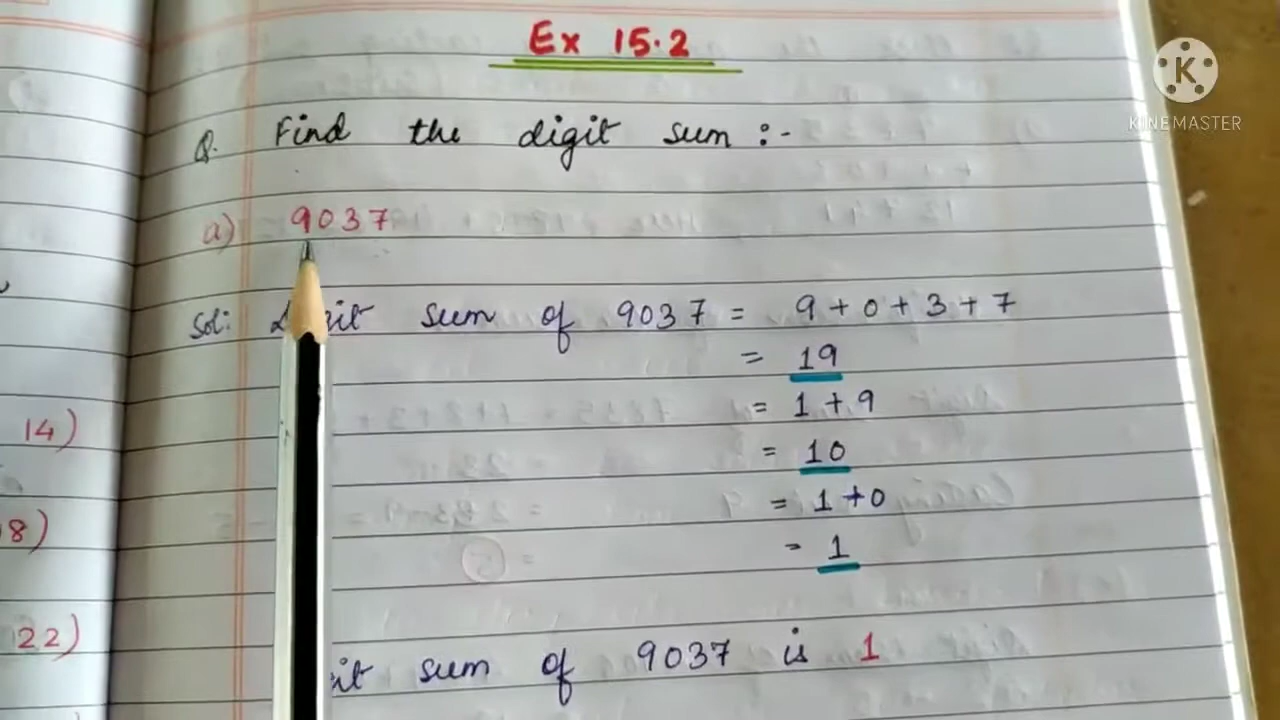 Ex 15.2
K
KINEMASTER
Q. Find the digit sum :-
a) 9037
Sol: digit sum of 9037 = 9 + 0 + 3 + 7
= 19
= 1 + 9
= 10
= 1 + 0
= 1
sum of 9037 is 1
14)
8)
22)